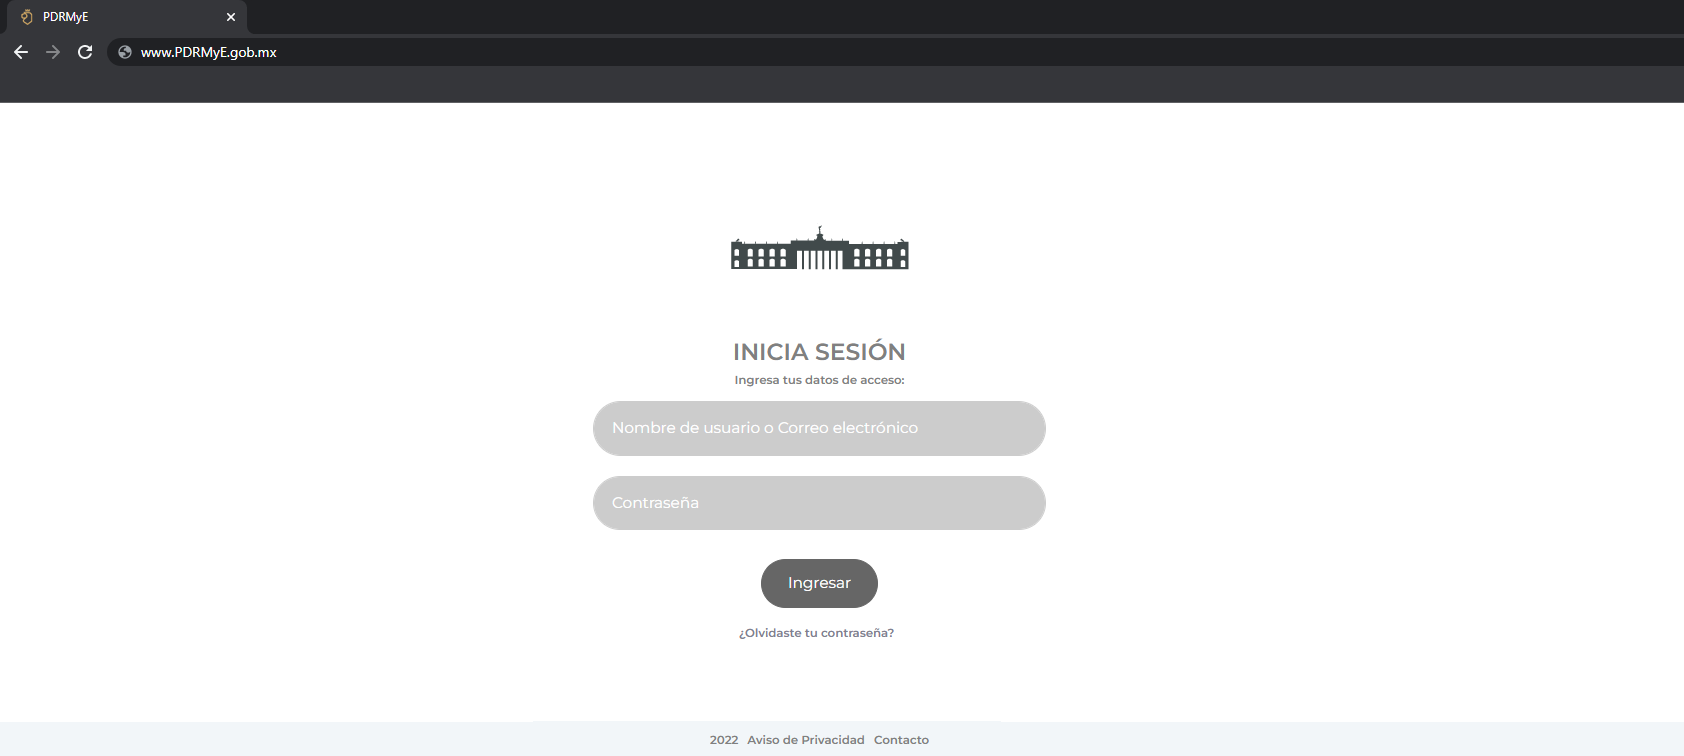 PDRMyE
www.PDRMyE.gob.mx
INICIA SESIÓN
Ingresa tus datos de acceso:
Nombre de usuario o Correo electrónico
Contraseña
Ingresar
¿Olvidaste tu contraseña?
2022 Aviso de Privacidad Contacto